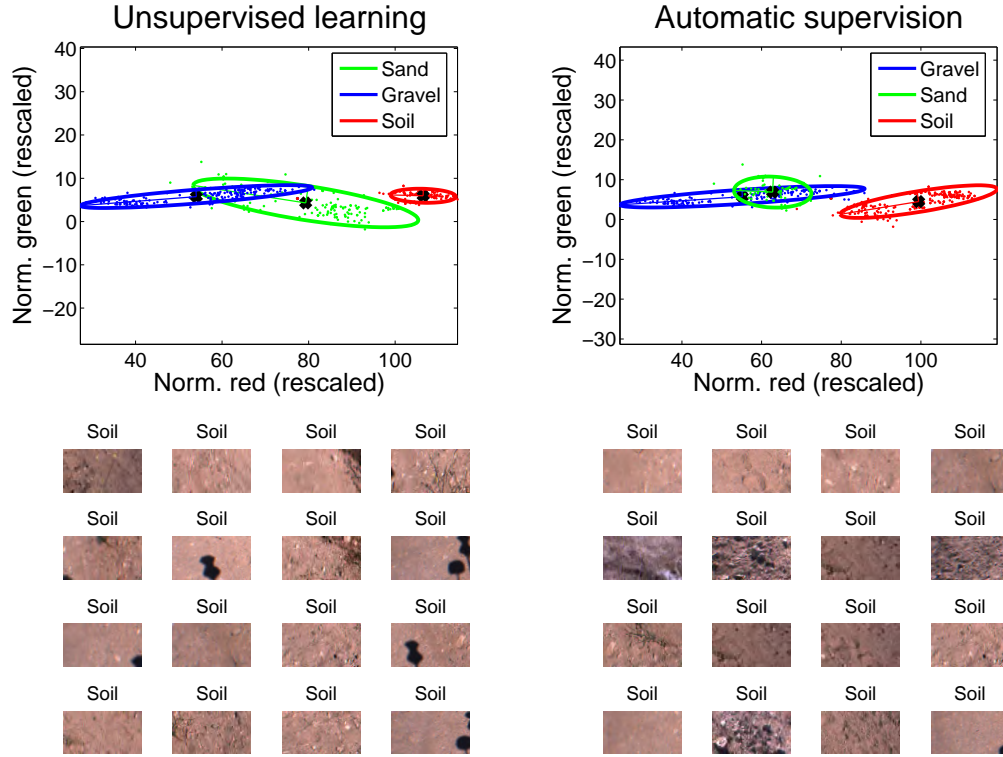 Unsupervised learning
40
30
20
10
0
−10
−20
40
60
80
100
Norm. green (rescaled)
Norm. red (rescaled)
Sand
Gravel
Soil
Soil Soil Soil Soil
Soil Soil Soil Soil
Soil Soil Soil Soil
Soil Soil Soil Soil
Automatic supervision
40
30
20
10
0
−10
−20
−30
40
60
80
100
Norm. green (rescaled)
Norm. red (rescaled)
Gravel
Sand
Soil
Soil Soil Soil Soil
Soil Soil Soil Soil
Soil Soil Soil Soil
Soil Soil Soil Soil